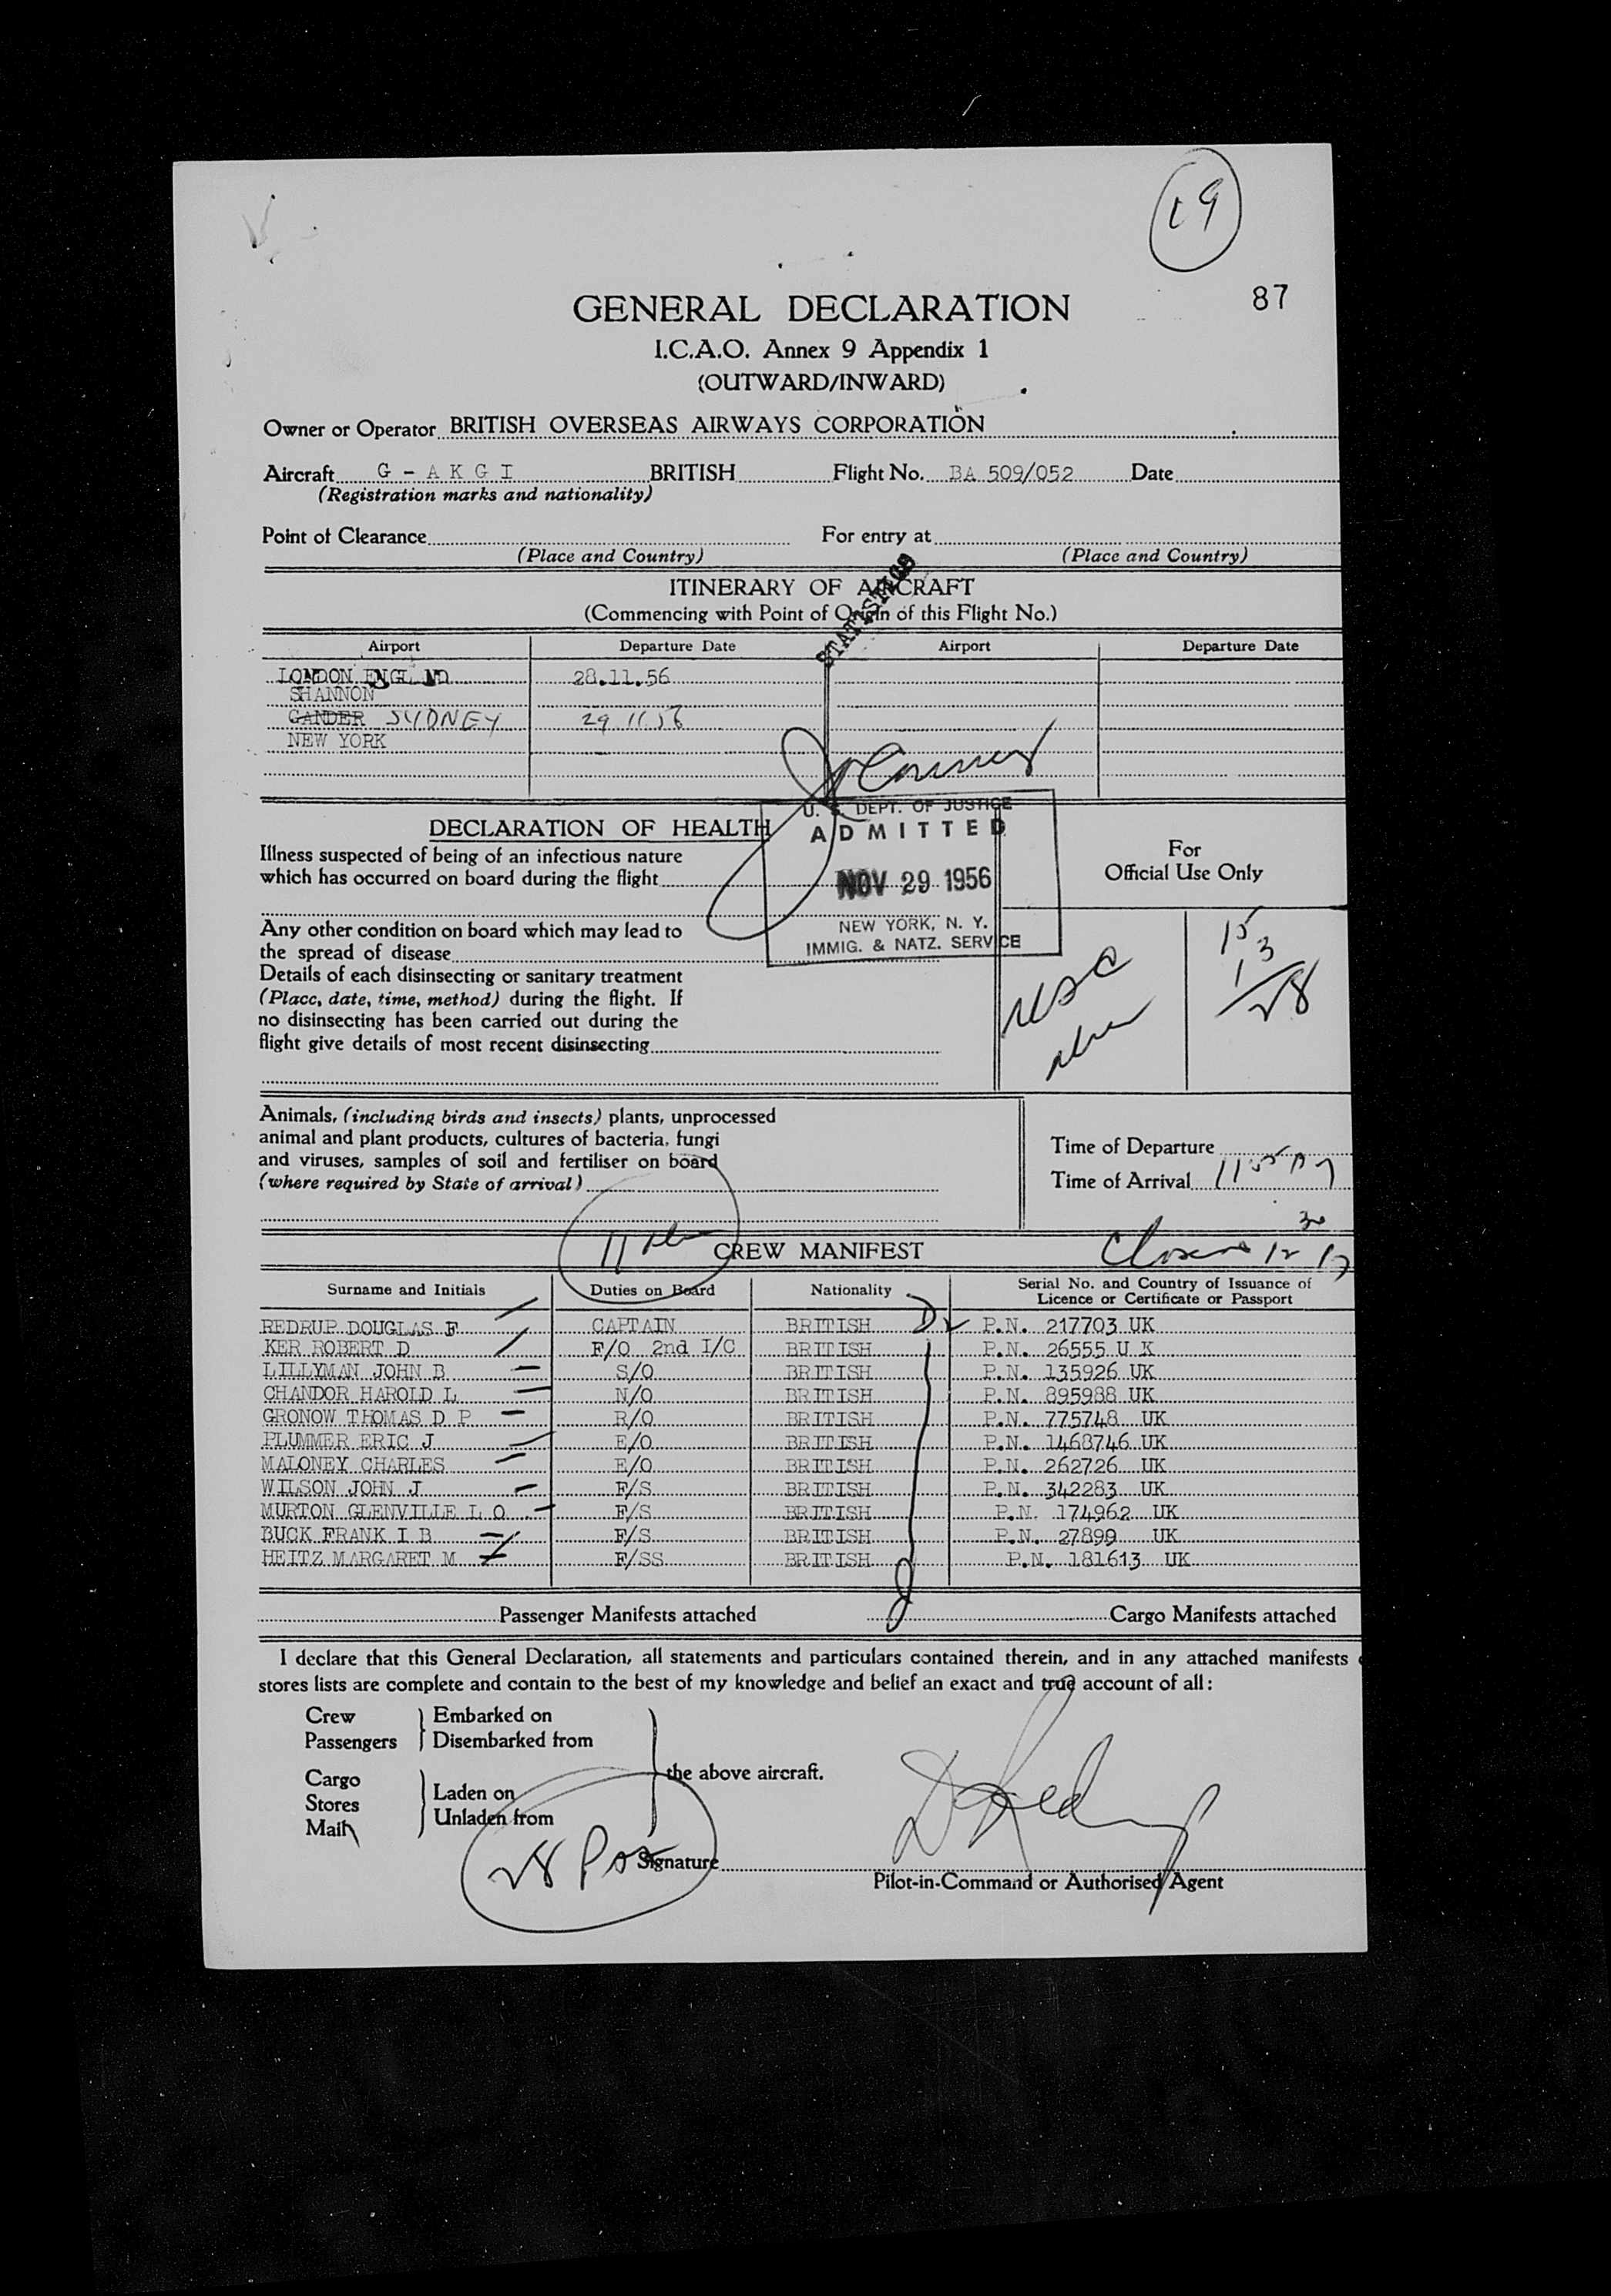 19
87
GENERAL DECLARATION
I.C.A.O. Annex 9 Appendix 1
(OUTWARD/INWARD)
Owner or Operator BRITISH OVERSEAS AIRWAYS CORPORATION
Aircraft G - A K G I BRITISH Flight No. BA 509/052 Date
(Registration marks and nationality)
Point of Clearance For entry at
(Place and Country) (Place and Country)
ITINERARY OF AIRCRAFT
(Commencing with Point of Origin of this Flight No.)
STATISTICS
Airport Departure Date Airport Departure Date
LONDON ENGLAND 28.11.56
SHANNON
GANDER SYDNEY 29 11 56
NEW YORK
U. S. DEPT. OF JUSTICE
ADMITTED
NOV 29 1956
NEW YORK, N. Y.
IMMIG. & NATZ. SERVICE
DECLARATION OF HEALTH
Illness suspected of being of an infectious nature
which has occurred on board during the flight
Any other condition on board which may lead to
the spread of disease
Details of each disinsecting or sanitary treatment
(Place, date, time, method) during the flight. If
no disinsecting has been carried out during the
flight give details of most recent disinsecting
For
Official Use Only
USC
15
13
28
Animals, (including birds and insects) plants, unprocessed
animal and plant products, cultures of bacteria, fungi
and viruses, samples of soil and fertiliser on board
(where required by State of arrival)
Time of Departure
Time of Arrival 1155
11
CREW MANIFEST
Surname and Initials Duties on Board Nationality Serial No. and Country of Issuance of
Licence or Certificate or Passport
REDRUP DOUGLAS F CAPTAIN BRITISH P.N. 217703 UK
KER ROBERT D F/O 2nd I/C BRITISH P.N. 26555 U K
LILLYMAN JOHN B S/O BRITISH P.N. 135926 UK
CHANDOR HAROLD L N/O BRITISH P.N. 895988 UK
GRONOW THOMAS D P R/O BRITISH P.N. 775748 UK
PLUMMER ERIC J E/O BRITISH P.N. 1468746 UK
MALONEY CHARLES E/O BRITISH P.N. 262726 UK
WILSON JOHN J F/S BRITISH P.N. 342283 UK
MURTON GLENVILLE L O F/S BRITISH P.N. 174962 UK
BUCK FRANK I B F/S BRITISH P.N. 27899 UK
HEITZ MARGARET M F/SS BRITISH P.N. 181613 UK
Passenger Manifests attached Cargo Manifests attached
I declare that this General Declaration, all statements and particulars contained therein, and in any attached manifests
stores lists are complete and contain to the best of my knowledge and belief an exact and true account of all:
Crew
Passengers
Embarked on
Disembarked from
Cargo
Stores
Mail
Laden on
Unladen from
the above aircraft.
28 Pax
Signature
Pilot-in-Command or Authorised Agent